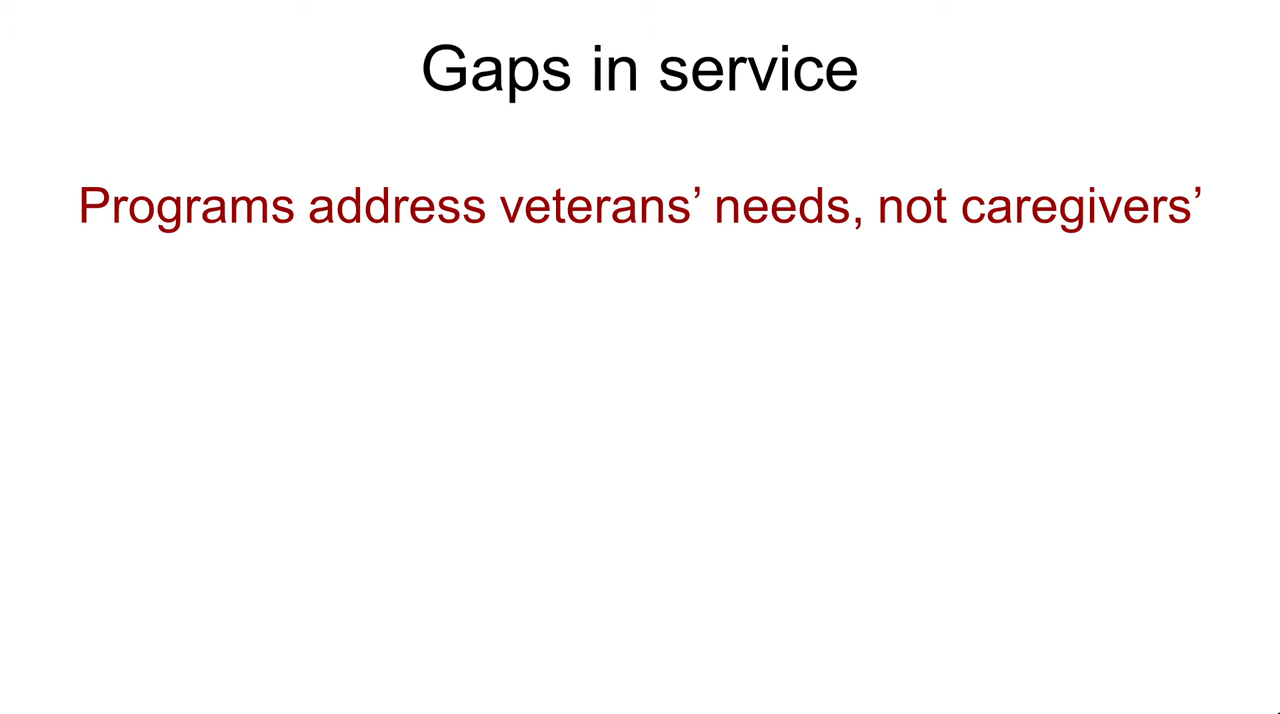 Gaps in service
Programs address veterans’ needs, not caregivers’